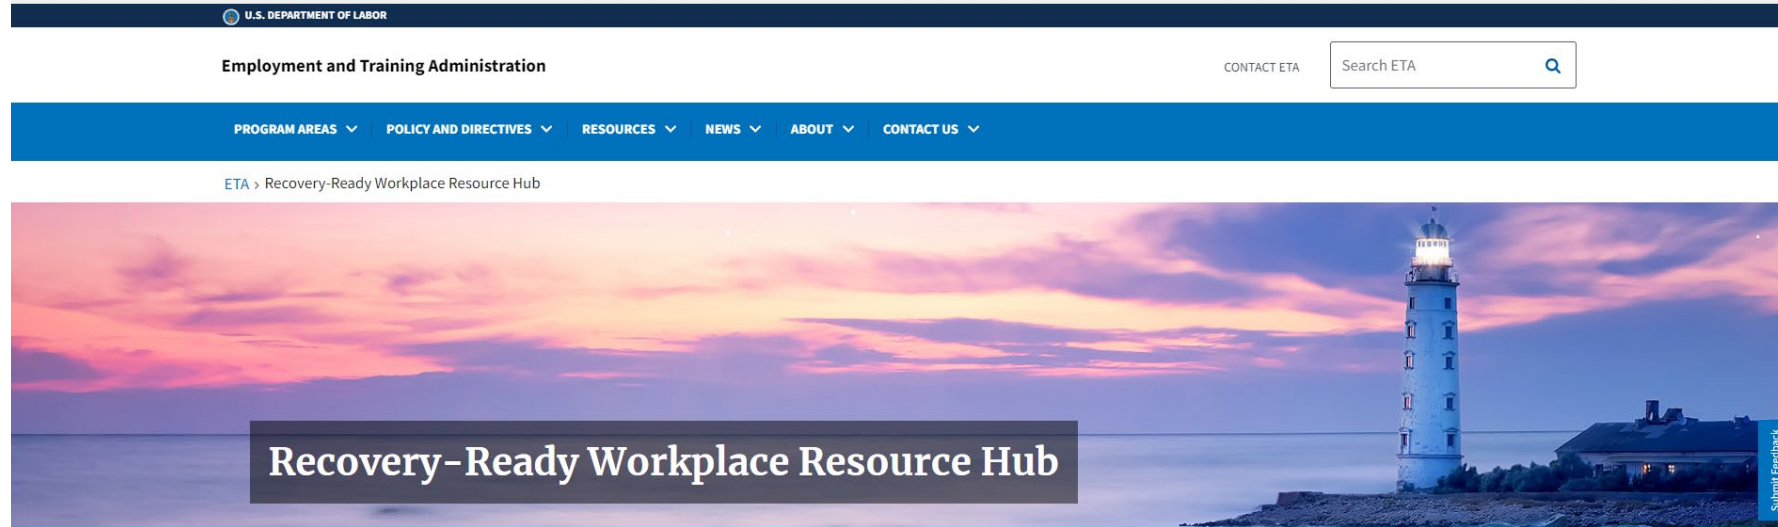 U.S. DEPARTMENT OF LABOR
Employment and Training Administration
CONTACT ETA
Search ETA
PROGRAM AREAS
POLICY AND DIRECTIVES
RESOURCES
NEWS
ABOUT
CONTACT US
ETA > Recovery-Ready Workplace Resource Hub
Recovery-Ready Workplace Resource Hub
Submit Feedback